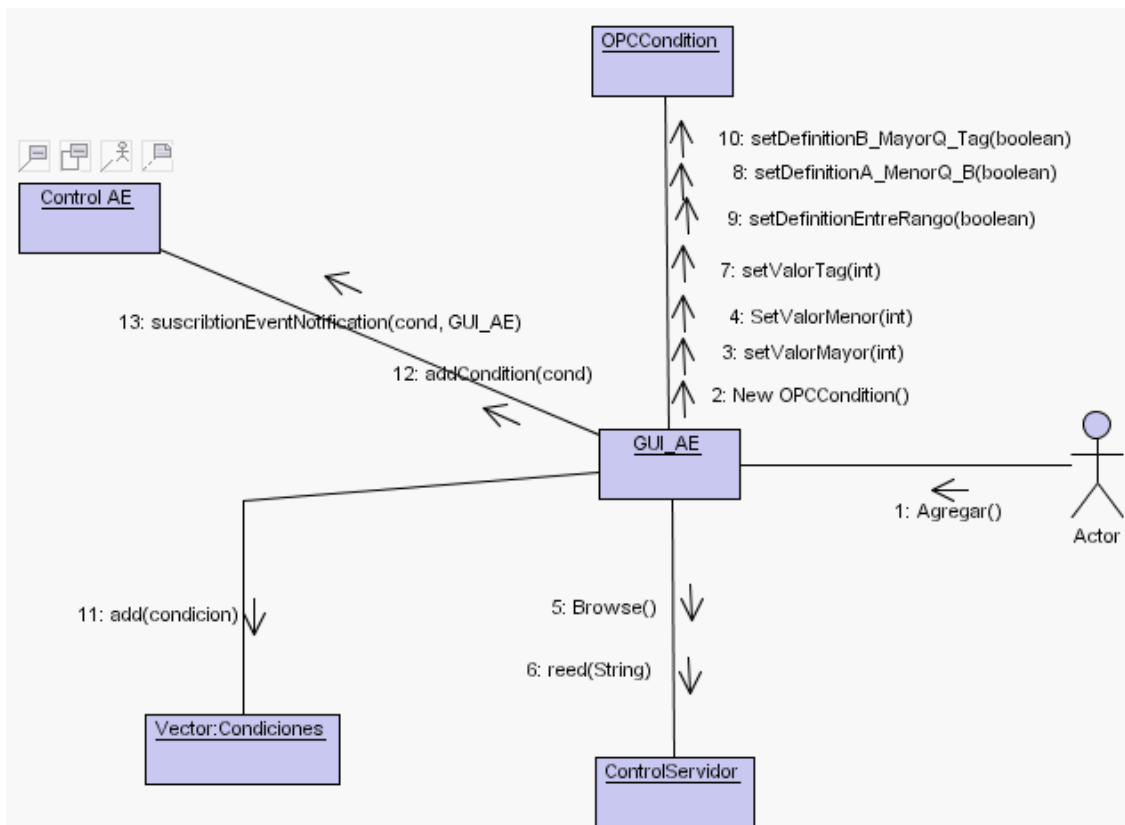 OPCCondition
10: setDefinitionB_MayorQ_Tag(boolean)
8: setDefinitionA_MenorQ_B(boolean)
Control AE
9: setDefinitionEntreRango(boolean)
7: setValorTag(int)
13: suscribtionEventNotification(cond, GUI_AE)
4: SetValorMenor(int)
3: setValorMayor(int)
12: addCondition(cond)
2: New OPCCondition()
GUI_AE
1: Agregar()
Actor
5: Browse()
11: add(condicion)
6: reed(String)
Vector:Condiciones
ControlServidor